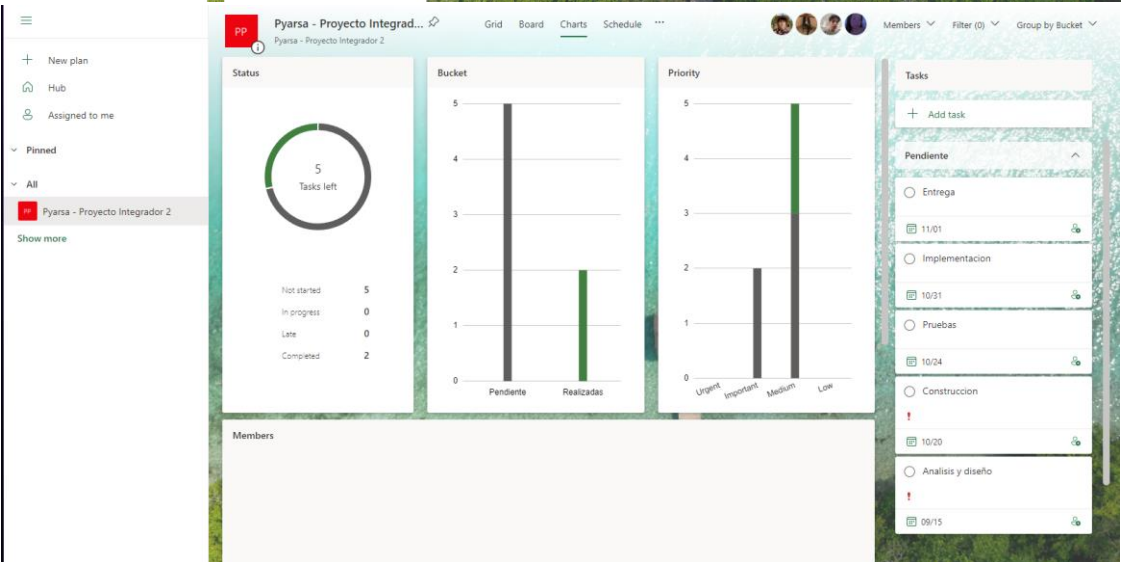 New plan
Hub
Assigned to me
Pinned
All
PP Pyarsa - Proyecto Integrador 2
Show more
PP
Pyarsa - Proyecto Integrad...
Pyarsa - Proyecto Integrador 2
Grid Board Charts Schedule ...
Members Filter (0) Group by Bucket
Status
5
Tasks left
Not started 5
In progress 0
Late 0
Completed 2
Bucket
5
4
3
2
1
0
Pendiente Realizadas
Priority
5
4
3
2
1
0
Urgent Important Medium Low
Members
Tasks
Add task
Pendiente
Entrega
11/01
Implementacion
10/31
Pruebas
10/24
Construccion
!
10/20
Analisis y diseño
!
09/15